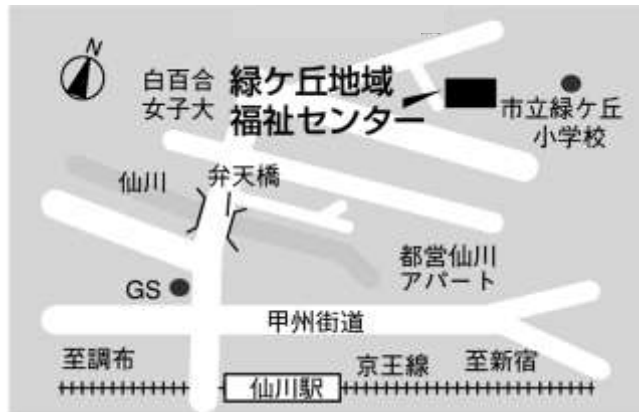 N
白百合
女子大
緑ケ丘地域
福祉センター
市立緑ケ丘
小学校
仙川
弁天橋
都営仙川
アパート
GS
甲州街道
至調布
京王線
至新宿
仙川駅